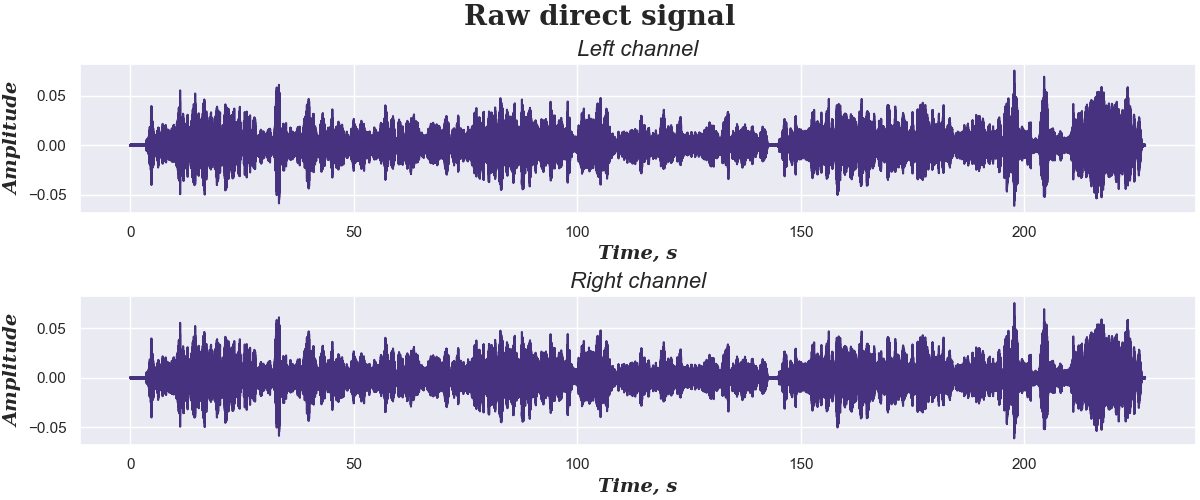 Raw direct signal
Left channel
Amplitude
0.05
0.00
−0.05
0 50 100 150 200
Time, s
Right channel
Amplitude
0.05
0.00
−0.05
0 50 100 150 200
Time, s